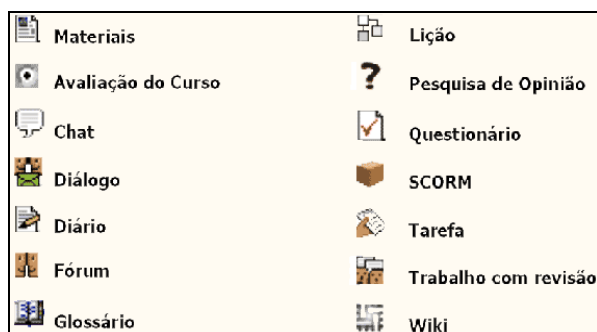 Materiais
Avaliação do Curso
Chat
Diálogo
Diário
Fórum
Glossário
Lição
Pesquisa de Opinião
Questionário
SCORM
Tarefa
Trabalho com revisão
Wiki